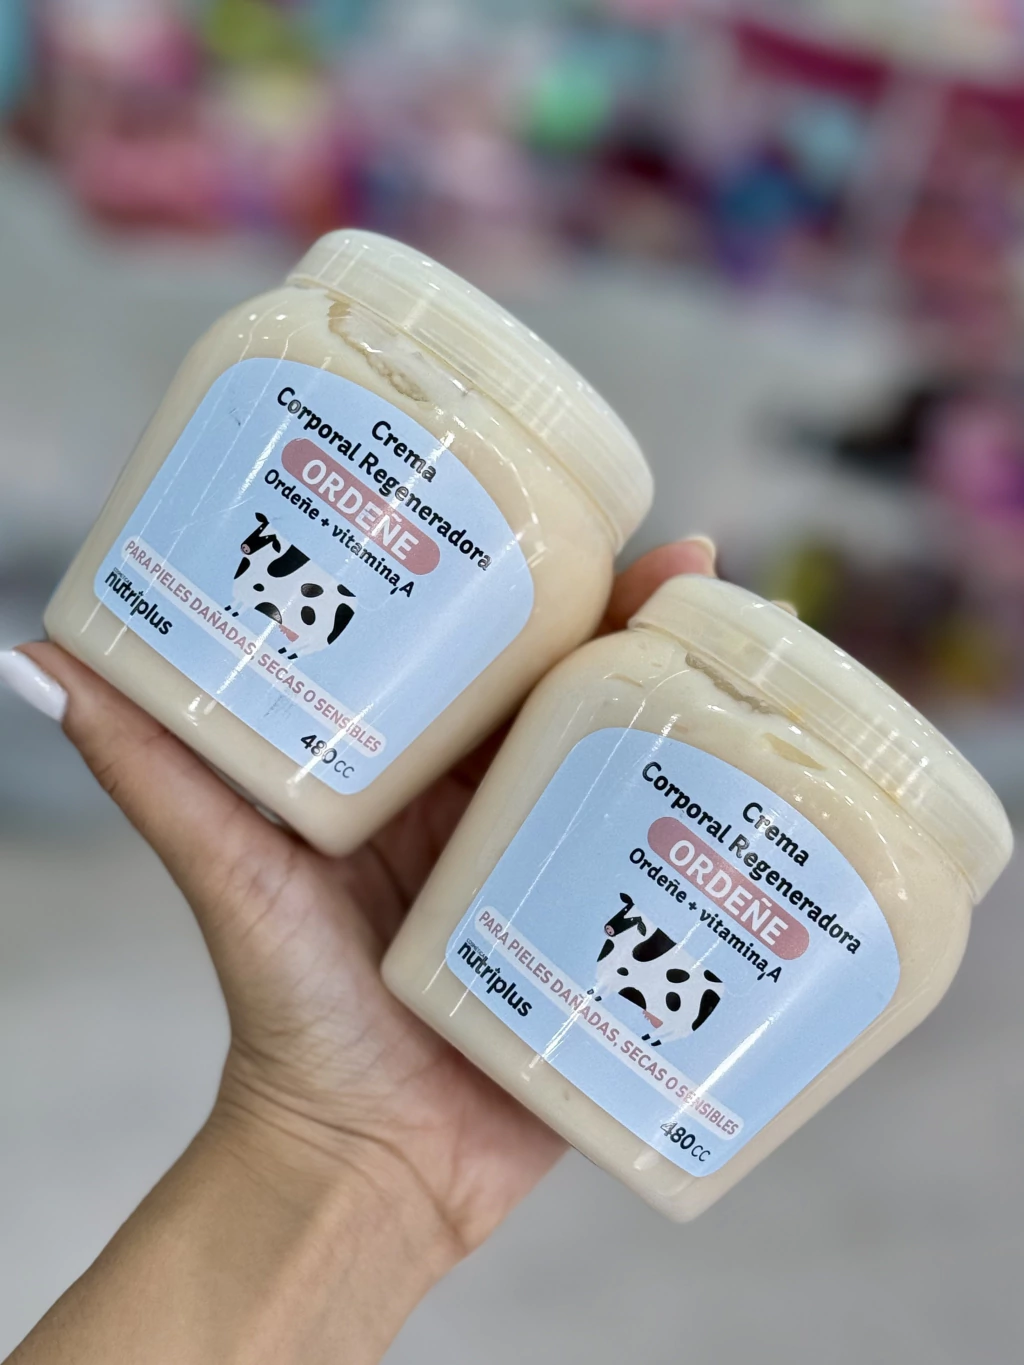 Crema
Corporal Regeneradora
ORDEÑE
Ordeñe + vitamina A
PARA PIELES DAÑADAS, SECAS O SENSIBLES
nutriplus
480CC
Crema
Corporal Regeneradora
ORDEÑE
Ordeñe + vitamina A
PARA PIELES DAÑADAS, SECAS O SENSIBLES
nutriplus
480CC